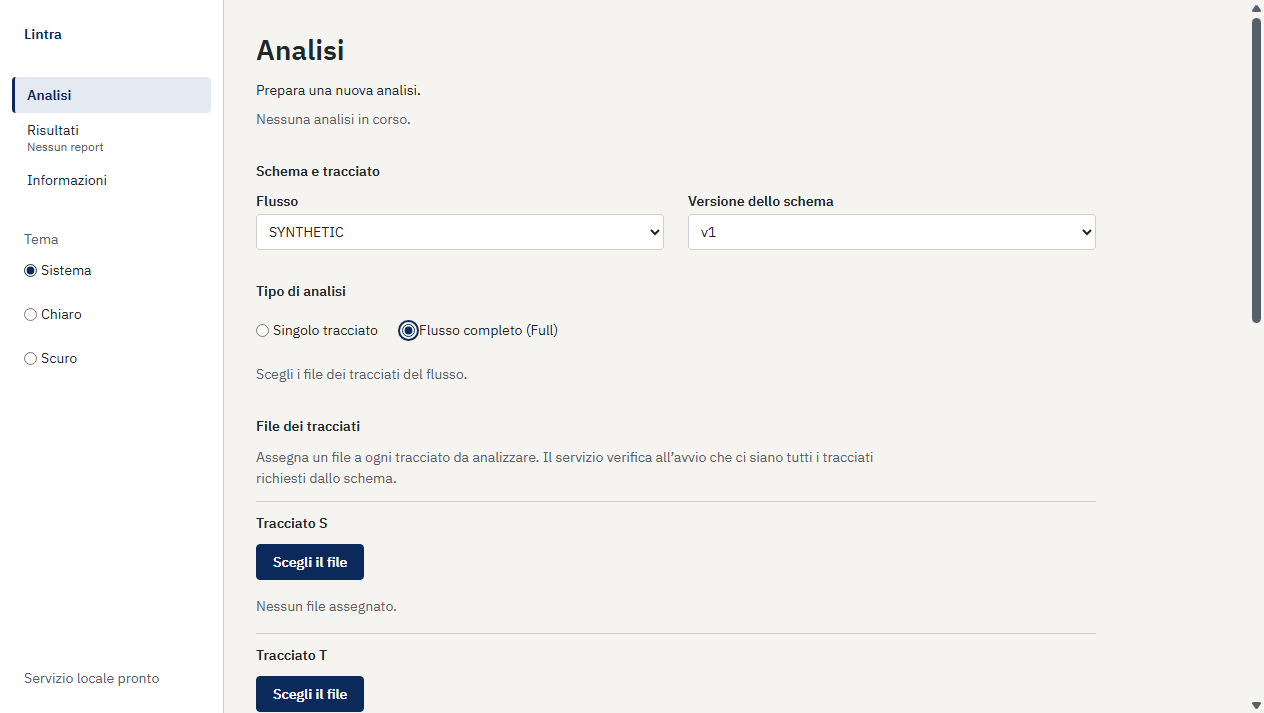 Lintra
Analisi
Risultati
Nessun report
Informazioni
Tema
Sistema
Chiaro
Scuro
Servizio locale pronto
Analisi
Prepara una nuova analisi.
Nessuna analisi in corso.
Schema e tracciato
Flusso
SYNTHETIC
Versione dello schema
v1
Tipo di analisi
Singolo tracciato
Flusso completo (Full)
Scegli i file dei tracciati del flusso.
File dei tracciati
Assegna un file a ogni tracciato da analizzare. Il servizio verifica all’avvio che ci siano tutti i tracciati
richiesti dallo schema.
Tracciato S
Scegli il file
Nessun file assegnato.
Tracciato T
Scegli il file